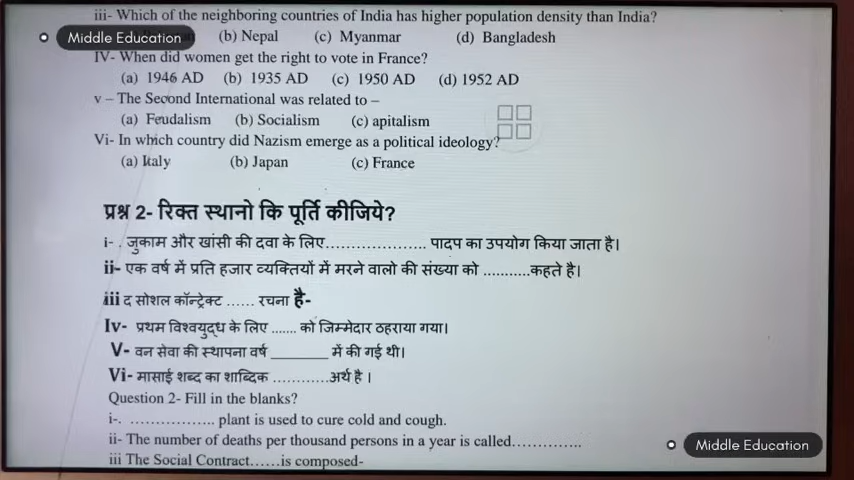 iii- Which of the neighboring countries of India has higher population density than India?
Middle Education (b) Nepal (c) Myanmar (d) Bangladesh
IV- When did women get the right to vote in France?
(a) 1946 AD (b) 1935 AD (c) 1950 AD (d) 1952 AD
v – The Second International was related to –
(a) Feudalism (b) Socialism (c) apitalism
Vi- In which country did Nazism emerge as a political ideology?
(a) Italy (b) Japan (c) France
प्रश्न 2- रिक्त स्थानो कि पूर्ति कीजिये?
i- . जुकाम और खांसी की दवा के लिए.................... पादप का उपयोग किया जाता है।
ii- एक वर्ष में प्रति हजार व्यक्तियों में मरने वालो की संख्या को ..........कहते है।
iii द सोशल कॉन्ट्रेक्ट ...... रचना है-
Iv- प्रथम विश्वयुद्ध के लिए ....... को जिम्मेदार ठहराया गया।
V- वन सेवा की स्थापना वर्ष ________ में की गई थी।
Vi- मासाई शब्द का शाब्दिक ............अर्थ है ।
Question 2- Fill in the blanks?
i-. ................. plant is used to cure cold and cough.
ii- The number of deaths per thousand persons in a year is called..............
iii The Social Contract......is composed-
Middle Education